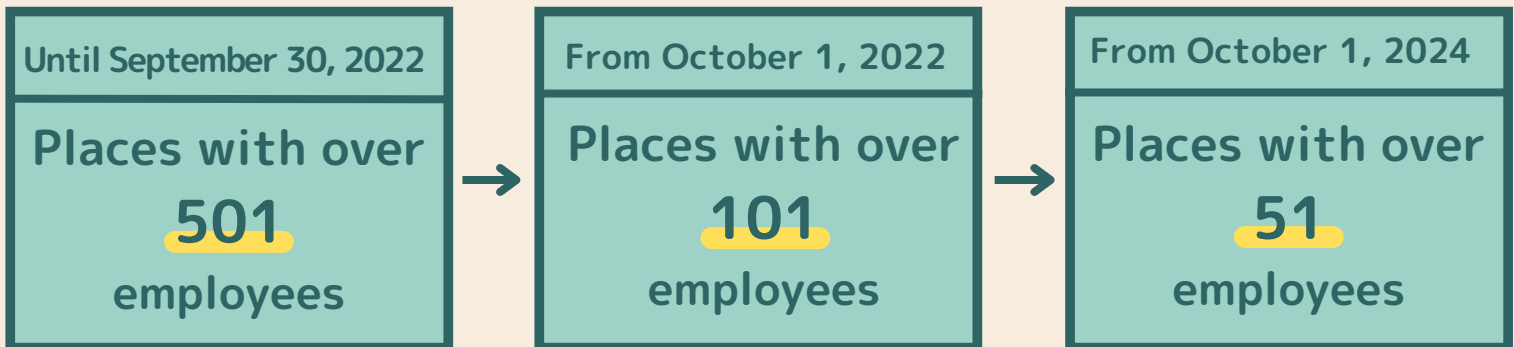 Until September 30, 2022
Places with over
501
employees
From October 1, 2022
Places with over
101
employees
From October 1, 2024
Places with over
51
employees